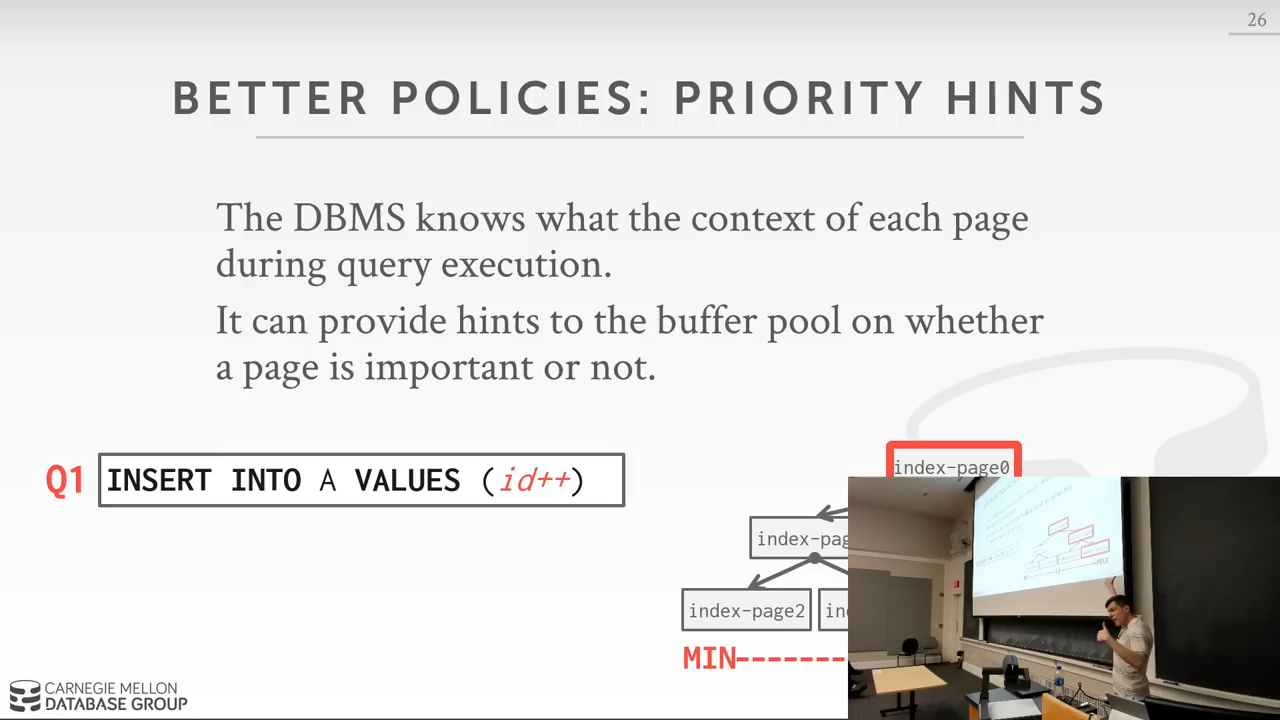 26
BETTER POLICIES: PRIORITY HINTS
The DBMS knows what the context of each page
during query execution.
It can provide hints to the buffer pool on whether
a page is important or not.
Q1 INSERT INTO A VALUES (id++)
index-page0
index-pag
index-page2 in
MIN
CARNEGIE MELLON
DATABASE GROUP